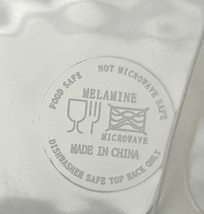 FOOD SAFE
NOT MICROWAVE SAFE
MELAMINE
MICROWAVE
MADE IN CHINA
DISHWASHER SAFE TOP RACK ONLY